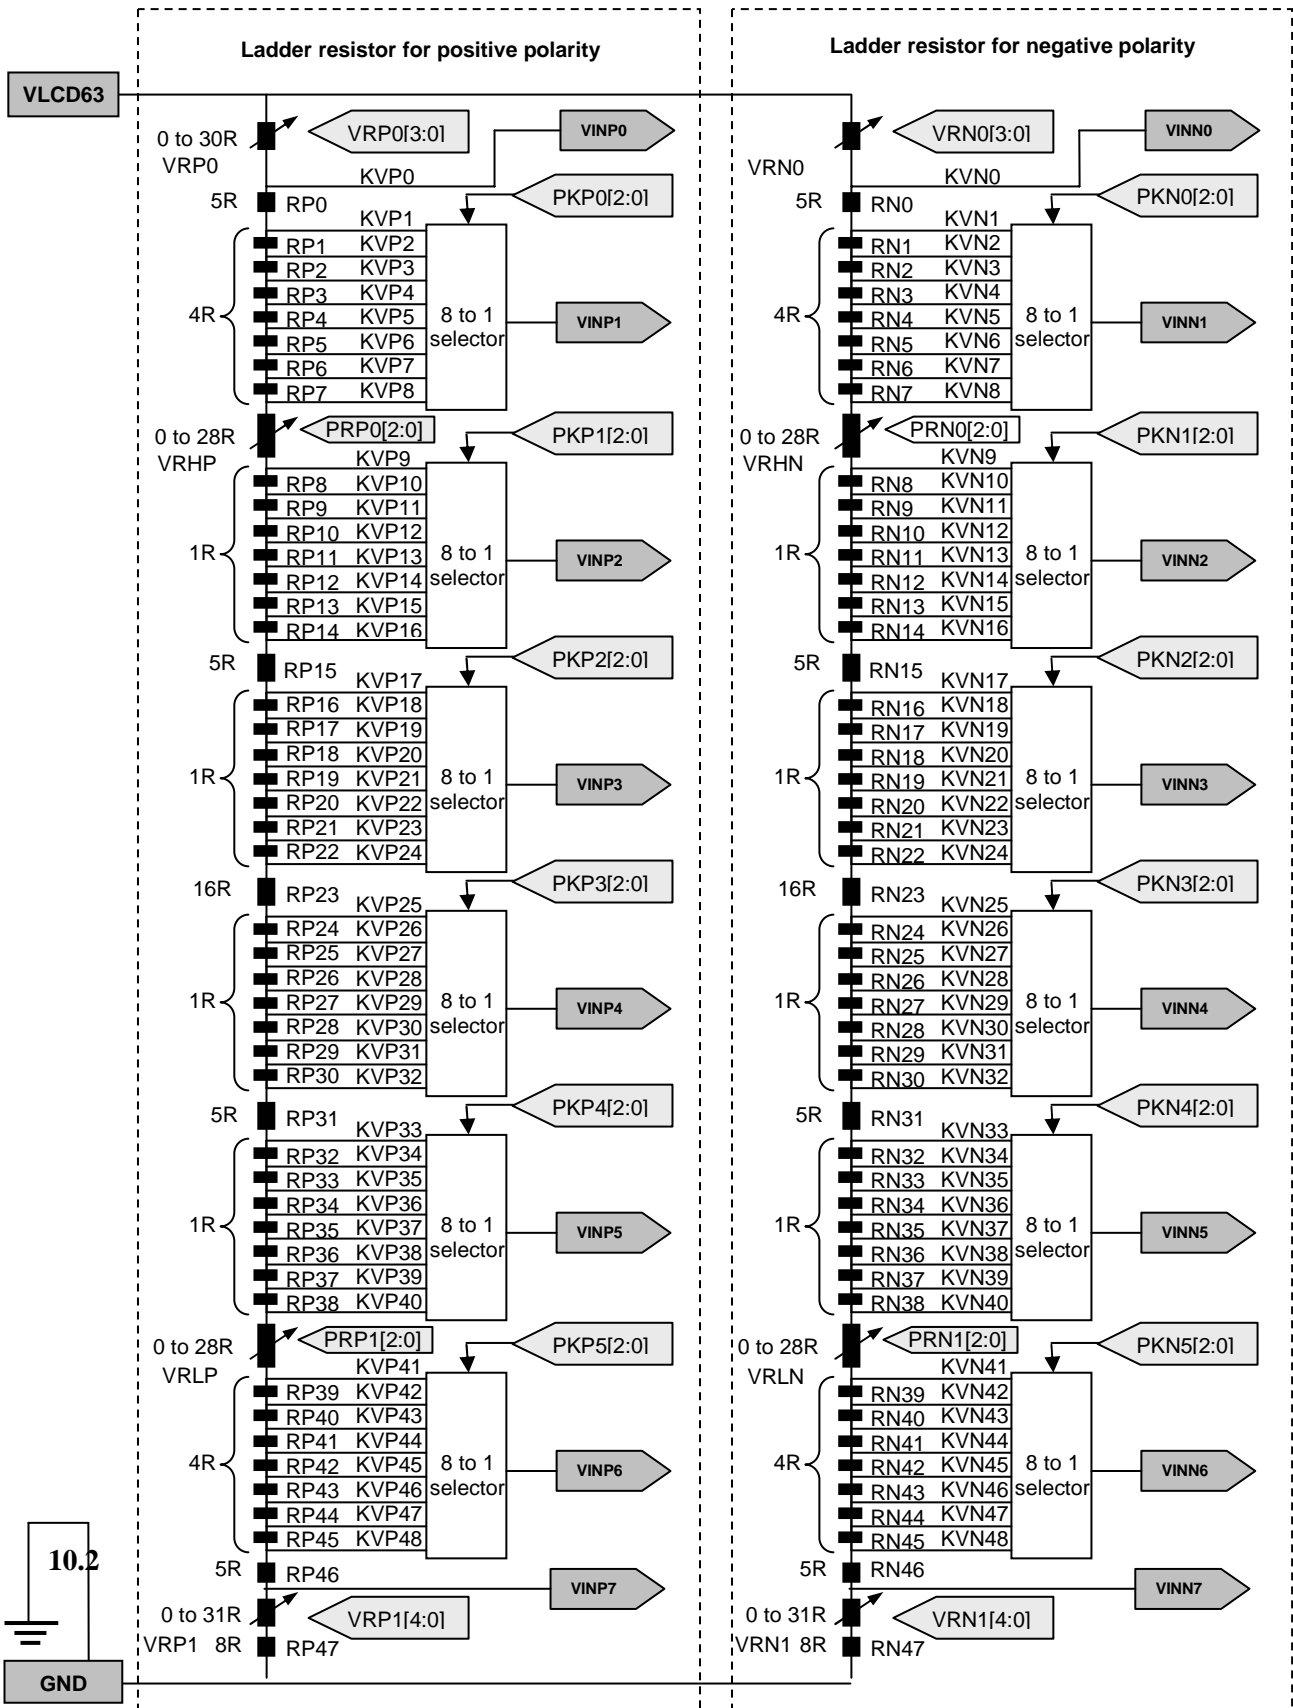 Ladder resistor for positive polarity
VLCD63
0 to 30R
VRP0
VRP0[3:0]
VINP0
KVP0
5R
RP0
PKP0[2:0]
KVP1
RP1 KVP2
RP2 KVP3
RP3 KVP4
4R
RP4 KVP5
RP5 KVP6
RP6 KVP7
RP7 KVP8
8 to 1
selector
VINP1
0 to 28R
VRHP
PRP0[2:0]
PKP1[2:0]
KVP9
RP8 KVP10
RP9 KVP11
RP10 KVP12
1R
RP11 KVP13
RP12 KVP14
RP13 KVP15
RP14 KVP16
8 to 1
selector
VINP2
5R
RP15
PKP2[2:0]
KVP17
RP16 KVP18
RP17 KVP19
RP18 KVP20
1R
RP19 KVP21
RP20 KVP22
RP21 KVP23
RP22 KVP24
8 to 1
selector
VINP3
16R
RP23
PKP3[2:0]
KVP25
RP24 KVP26
RP25 KVP27
RP26 KVP28
1R
RP27 KVP29
RP28 KVP30
RP29 KVP31
RP30 KVP32
8 to 1
selector
VINP4
5R
RP31
PKP4[2:0]
KVP33
RP32 KVP34
RP33 KVP35
RP34 KVP36
1R
RP35 KVP37
RP36 KVP38
RP37 KVP39
RP38 KVP40
8 to 1
selector
VINP5
0 to 28R
VRLP
PRP1[2:0]
PKP5[2:0]
KVP41
RP39 KVP42
RP40 KVP43
RP41 KVP44
4R
RP42 KVP45
RP43 KVP46
RP44 KVP47
RP45 KVP48
8 to 1
selector
VINP6
5R
RP46
VINP7
0 to 31R
VRP1
VRP1[4:0]
8R
RP47
10.2
GND
Ladder resistor for negative polarity
VRN0
VRN0[3:0]
VINN0
KVN0
5R
RN0
PKN0[2:0]
KVN1
RN1 KVN2
RN2 KVN3
RN3 KVN4
4R
RN4 KVN5
RN5 KVN6
RN6 KVN7
RN7 KVN8
8 to 1
selector
VINN1
0 to 28R
VRHN
PRN0[2:0]
PKN1[2:0]
KVN9
RN8 KVN10
RN9 KVN11
RN10 KVN12
1R
RN11 KVN13
RN12 KVN14
RN13 KVN15
RN14 KVN16
8 to 1
selector
VINN2
5R
RN15
PKN2[2:0]
KVN17
RN16 KVN18
RN17 KVN19
RN18 KVN20
1R
RN19 KVN21
RN20 KVN22
RN21 KVN23
RN22 KVN24
8 to 1
selector
VINN3
16R
RN23
PKN3[2:0]
KVN25
RN24 KVN26
RN25 KVN27
RN26 KVN28
1R
RN27 KVN29
RN28 KVN30
RN29 KVN31
RN30 KVN32
8 to 1
selector
VINN4
5R
RN31
PKN4[2:0]
KVN33
RN32 KVN34
RN33 KVN35
RN34 KVN36
1R
RN35 KVN37
RN36 KVN38
RN37 KVN39
RN38 KVN40
8 to 1
selector
VINN5
0 to 28R
VRLN
PRN1[2:0]
PKN5[2:0]
KVN41
RN39 KVN42
RN40 KVN43
RN41 KVN44
4R
RN42 KVN45
RN43 KVN46
RN44 KVN47
RN45 KVN48
8 to 1
selector
VINN6
5R
RN46
VINN7
0 to 31R
VRN1
VRN1[4:0]
8R
RN47